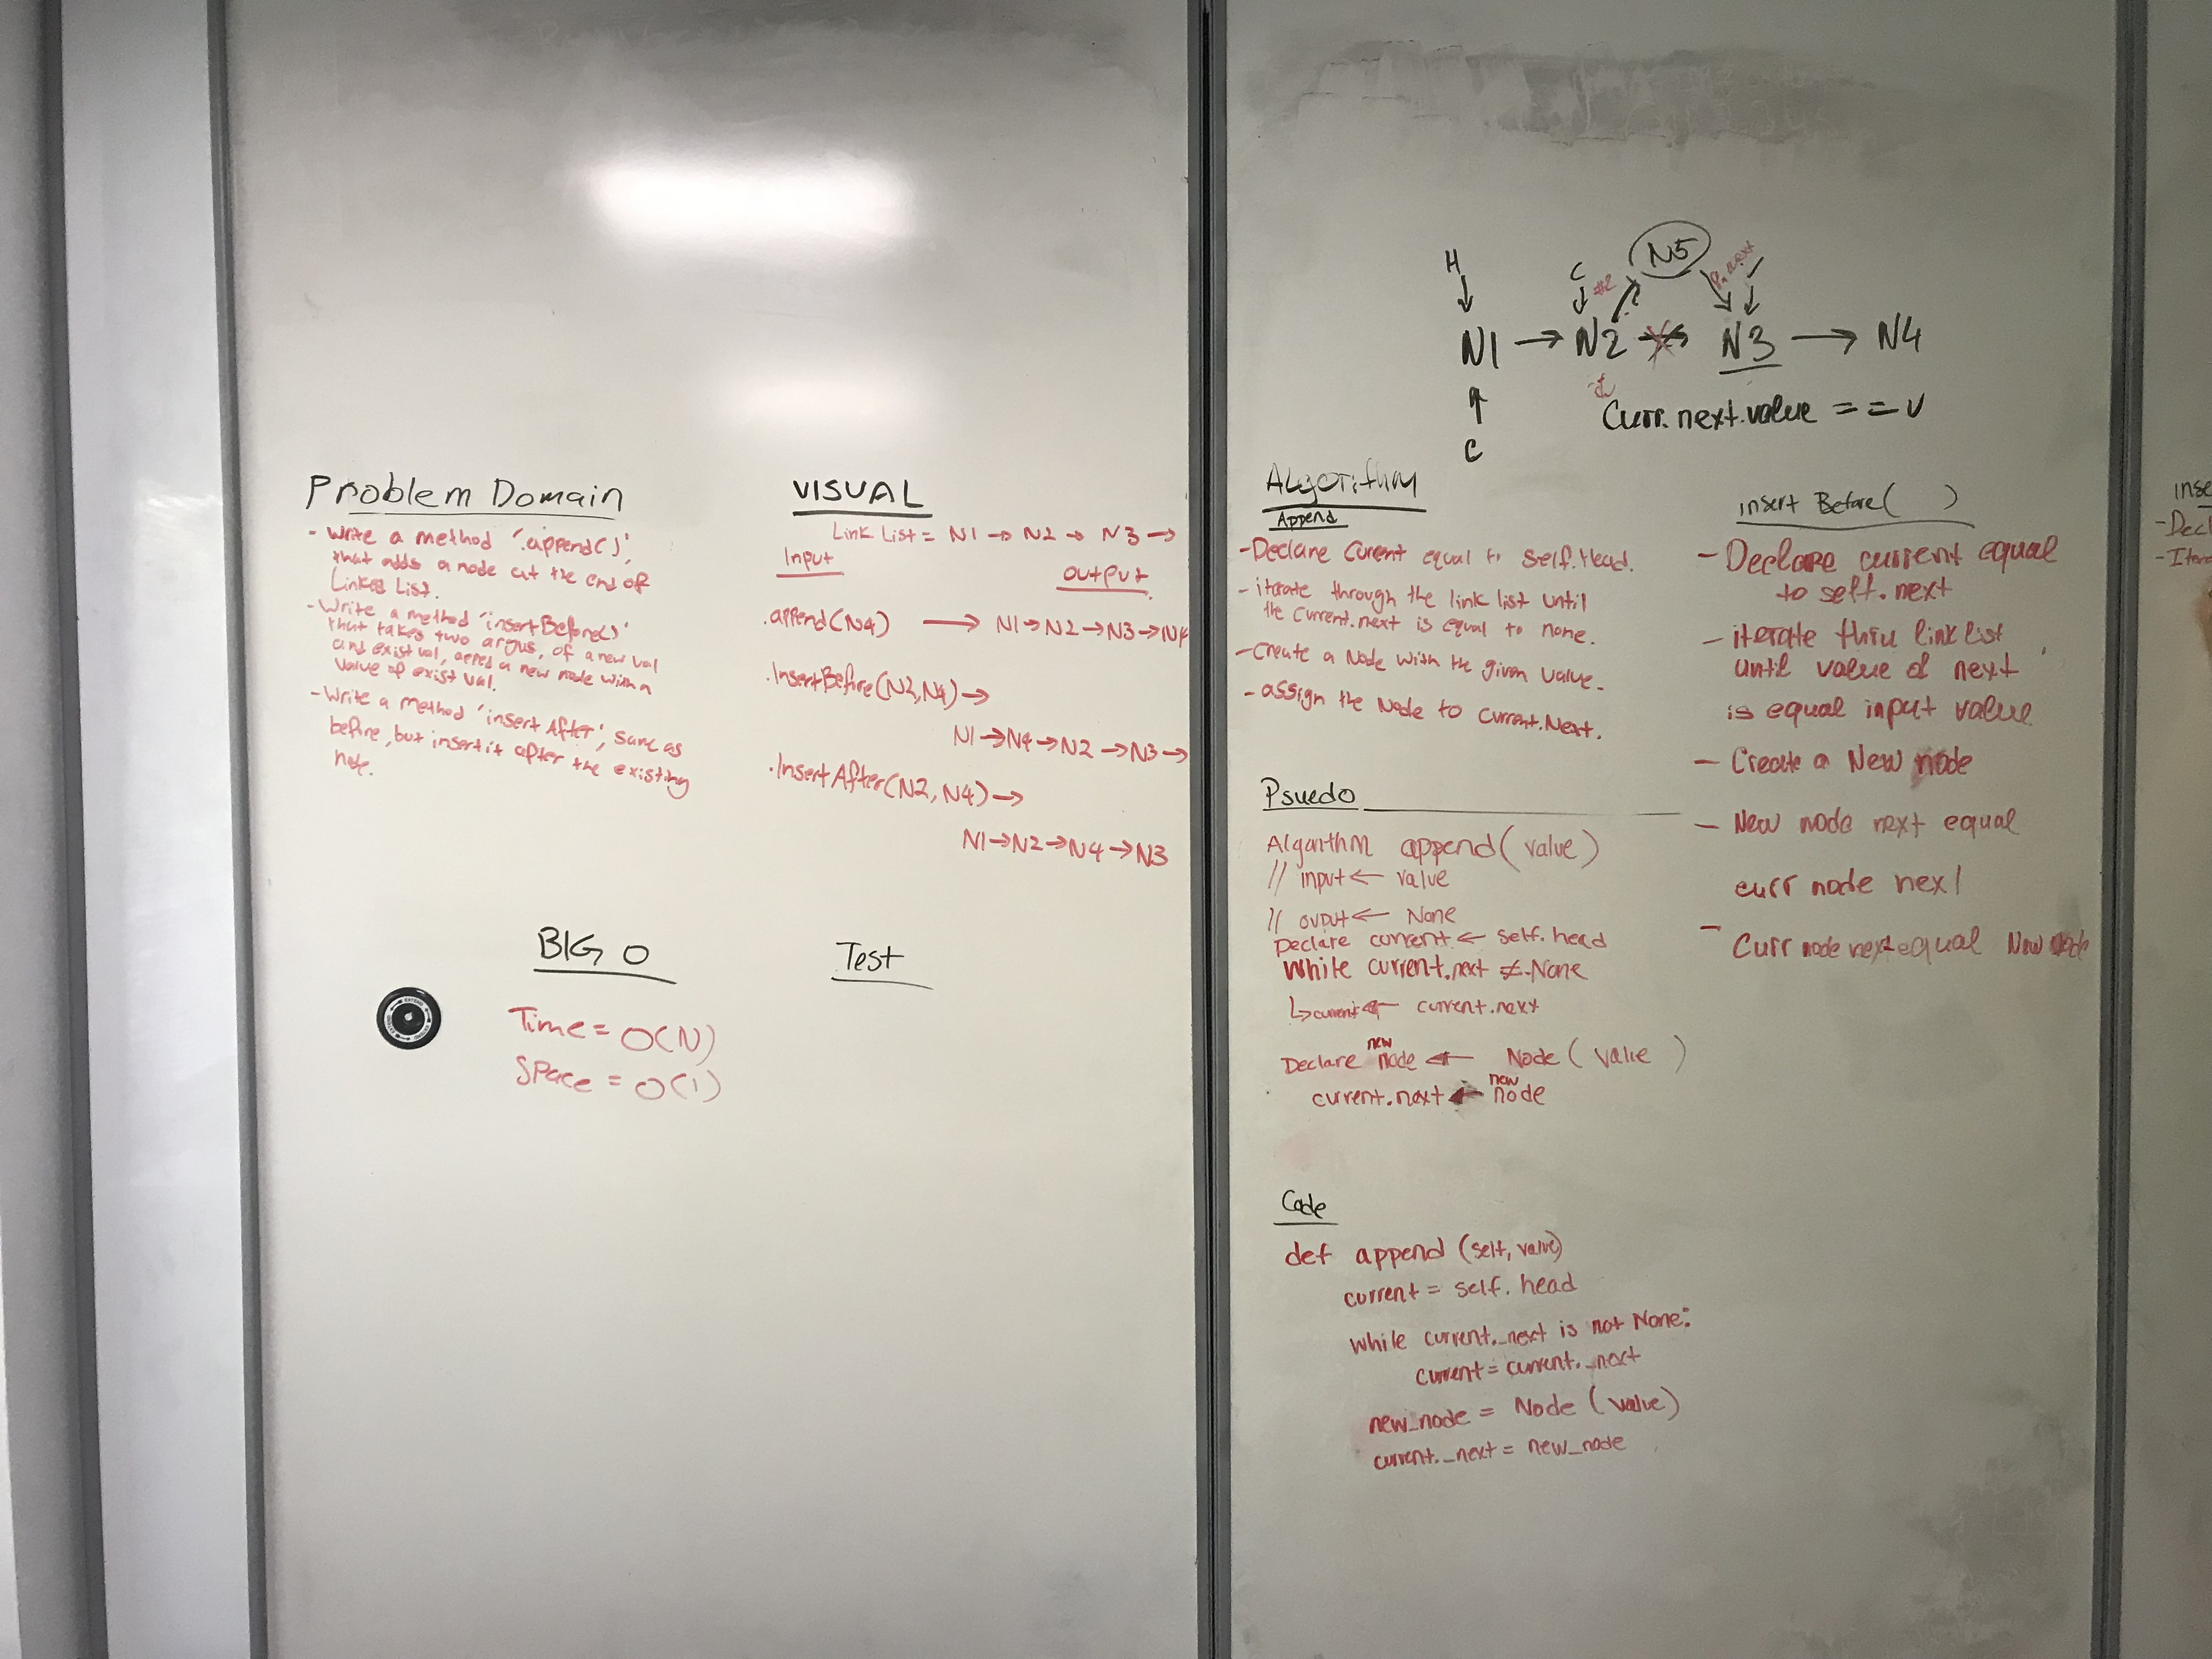 Problem Domain
- Write a method '.append()',
that adds a node at the end of
Linked List.
- Write a method 'insertBefore()'
that takes two argus, of a new val
and exist val, a new node with a
value of exist val.
- Write a method 'insert After', same as
before, but insert it after the existing
note.
VISUAL
Link List = N1 → N2 → N3 →
Input
output
.append(N4) → N1→N2→N3→N4
.InsertBefore(N2,N4)→
N1→N4→N2→N3→
.InsertAfter(N2,N4)→
N1→N2→N4→N3
BIG O
Time = O(N)
Space = O(1)
Test
N5
H
C
#2
next
N1 → N2 N3 → N4
C
Curr.next.value == v
Algorithm
Append
-Declare Current equal to self.Head.
- iterate through the link list until
the current.next is equal to none.
-Create a Node with the given value.
- assign the Node to current.Next.
insert Before( )
- Declare current equal
to self.next
- iterate thru link list
until value of next
is equal input value
- Create a New node
- New node next equal
curr node next
- Curr node next equal New node
Psuedo
Algorithm append(value)
// input ← value
// ouput ← None
Declare current ← self.head
While current.next ≠ None
↳current ← current.next
Declare new node ← Node ( value )
current.next ← new node
Code
def append (self, value)
current = self.head
while current._next is not None:
current = current._next
new_node = Node (value)
current._next = new_node
inse
- Decl
- Itera